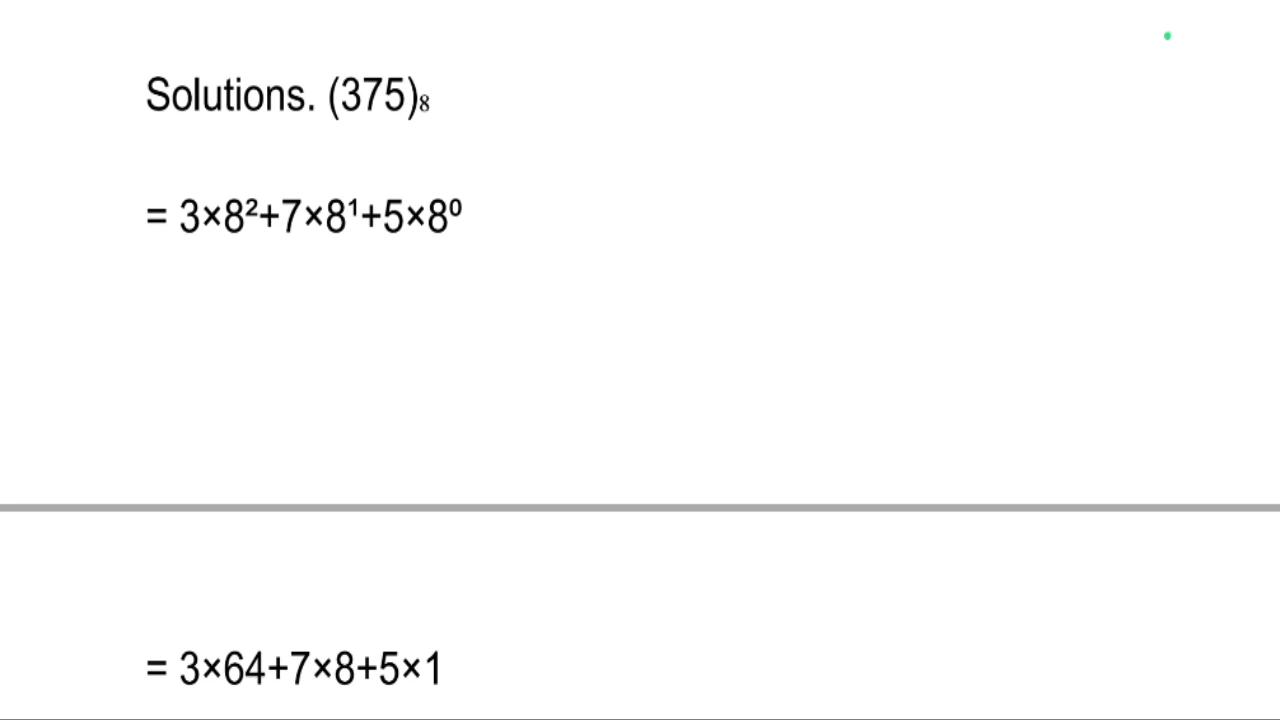 Solutions. (375)₈
= 3×8²+7×8¹+5×8⁰
= 3×64+7×8+5×1